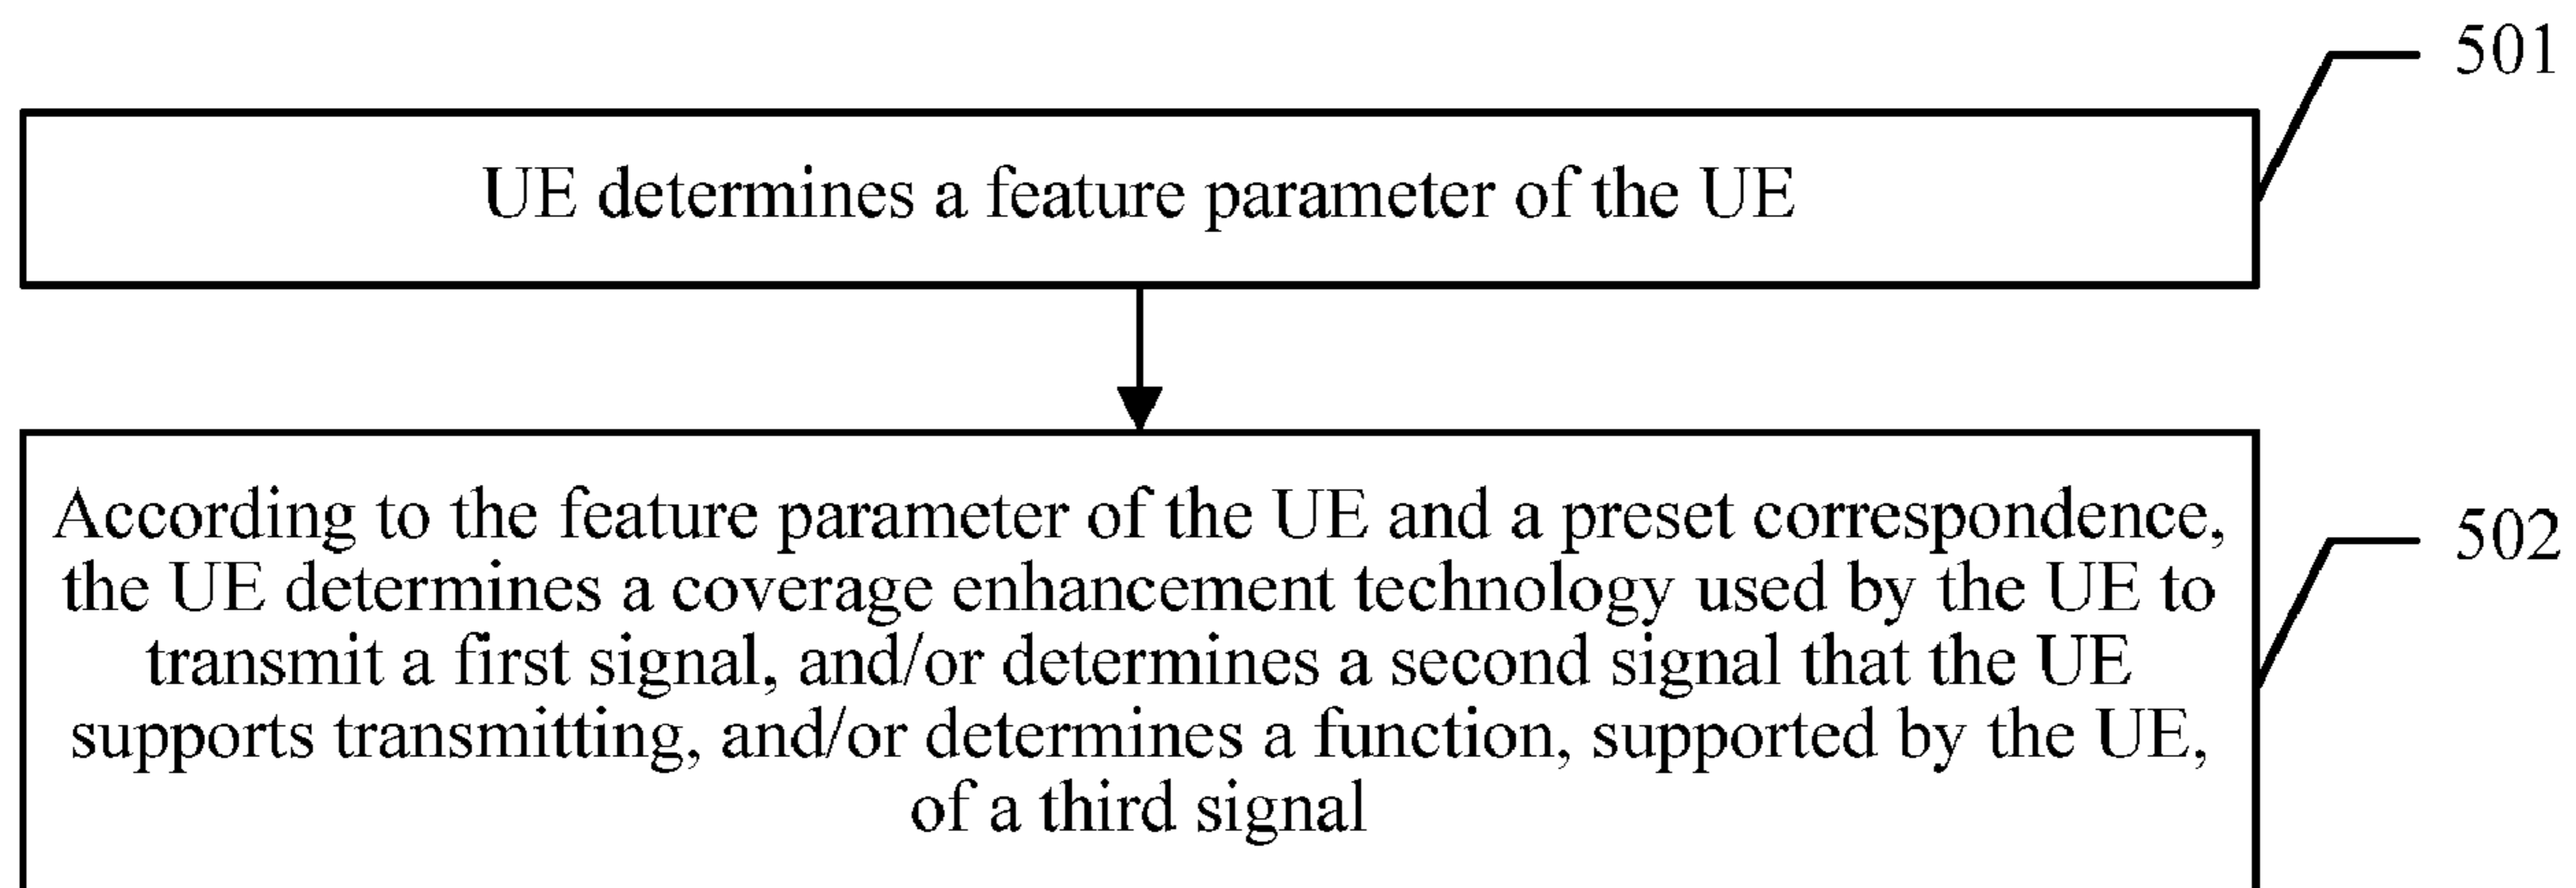 501
UE determines a feature parameter of the UE
According to the feature parameter of the UE and a preset correspondence,
the UE determines a coverage enhancement technology used by the UE to
transmit a first signal, and/or determines a second signal that the UE
supports transmitting, and/or determines a function, supported by the UE,
of a third signal
502